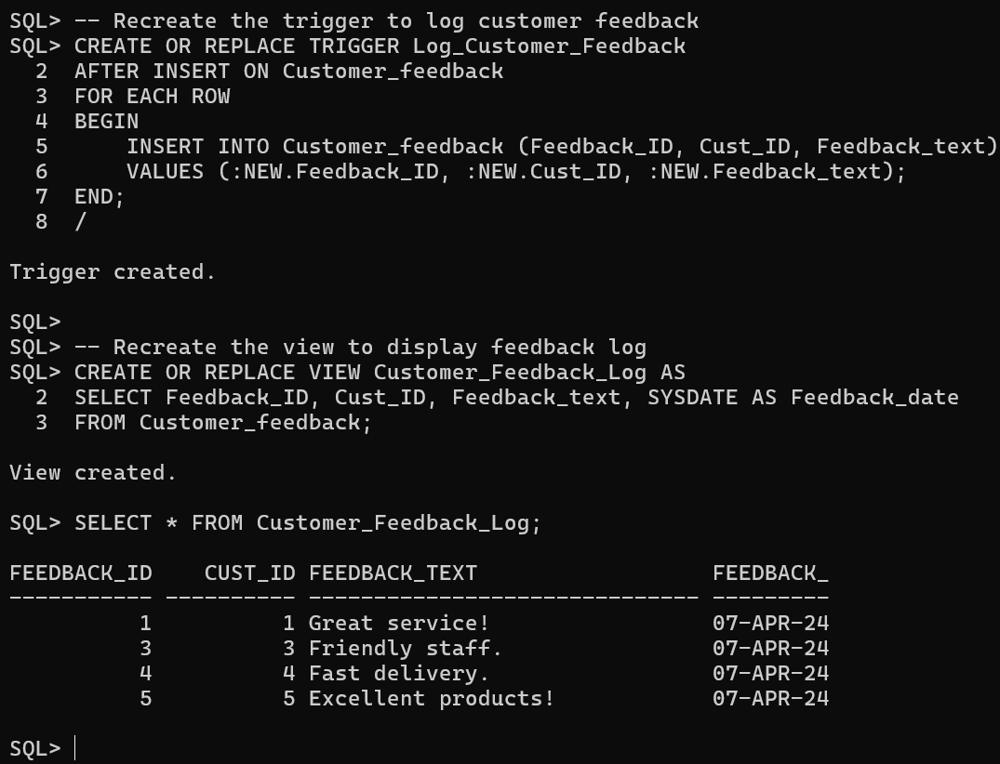 SQL> -- Recreate the trigger to log customer feedback
SQL> CREATE OR REPLACE TRIGGER Log_Customer_Feedback
  2  AFTER INSERT ON Customer_feedback
  3  FOR EACH ROW
  4  BEGIN
  5      INSERT INTO Customer_feedback (Feedback_ID, Cust_ID, Feedback_text)
  6      VALUES (:NEW.Feedback_ID, :NEW.Cust_ID, :NEW.Feedback_text);
  7  END;
  8  /
Trigger created.
SQL>
SQL> -- Recreate the view to display feedback log
SQL> CREATE OR REPLACE VIEW Customer_Feedback_Log AS
  2  SELECT Feedback_ID, Cust_ID, Feedback_text, SYSDATE AS Feedback_date
  3  FROM Customer_feedback;
View created.
SQL> SELECT * FROM Customer_Feedback_Log;
FEEDBACK_ID    CUST_ID FEEDBACK_TEXT                  FEEDBACK_
----------- ---------- ------------------------------ ---------
          1          1 Great service!                 07-APR-24
          3          3 Friendly staff.                07-APR-24
          4          4 Fast delivery.                 07-APR-24
          5          5 Excellent products!            07-APR-24
SQL>